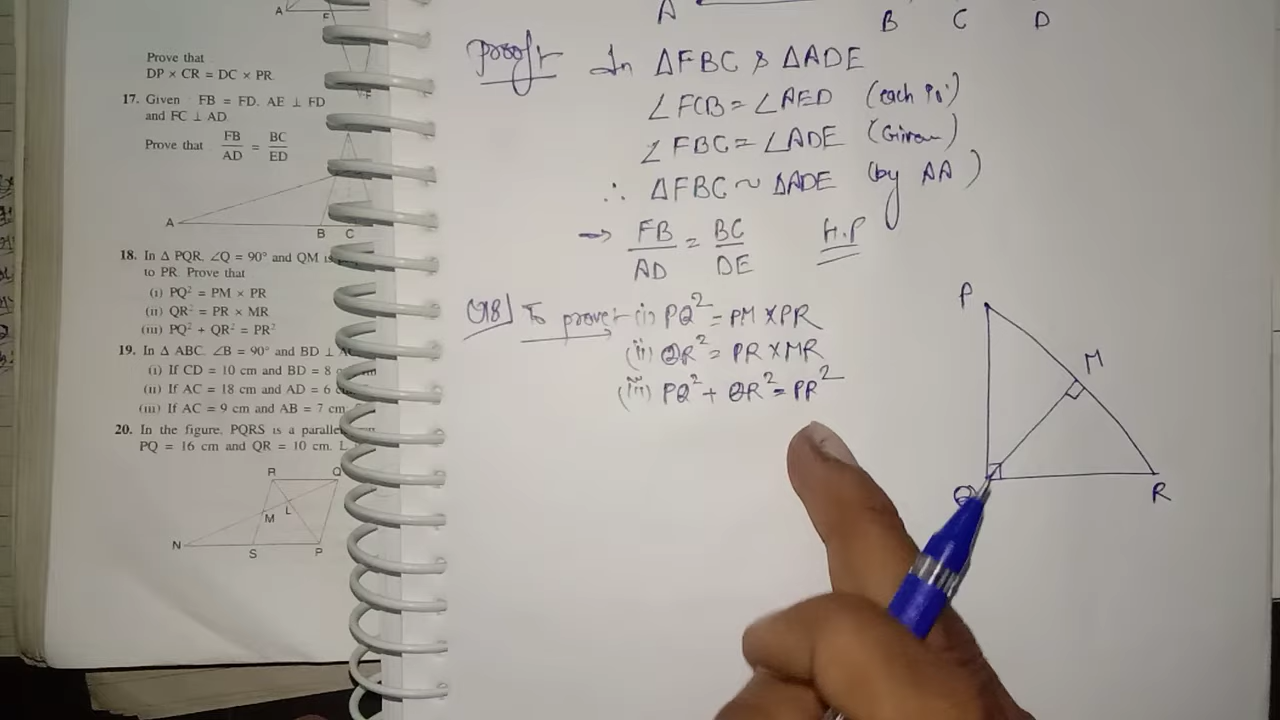 A
Prove that
DP × CR = DC × PR
17. Given FB = FD, AE ⊥ FD
and FC ⊥ AD
Prove that FB/AD = BC/ED
A B C
18. In Δ PQR, ∠Q = 90° and QM
to PR. Prove that
(i) PQ² = PM × PR
(ii) QR² = PR × MR
(iii) PQ² + QR² = PR²
19. In Δ ABC, ∠B = 90° and BD ⊥
(i) If CD = 10 cm and BD = 8
(ii) If AC = 18 cm and AD = 6
(iii) If AC = 9 cm and AB = 7 cm
20. In the figure, PQRS is a
PQ = 16 cm and QR = 10 cm. L
R Q
M L
N S P
A B C D
Proof:- In ΔFBC & ΔADE
∠FCB = ∠AED (each 90°)
∠FBC = ∠ADE (Given)
∴ ΔFBC ~ ΔADE (by AA)
→ FB/AD = BC/DE H.P
Q18] To prove:- (i) PQ² = PM × PR
(ii) QR² = PR × MR
(iii) PQ² + QR² = PR²
P
M
Q R